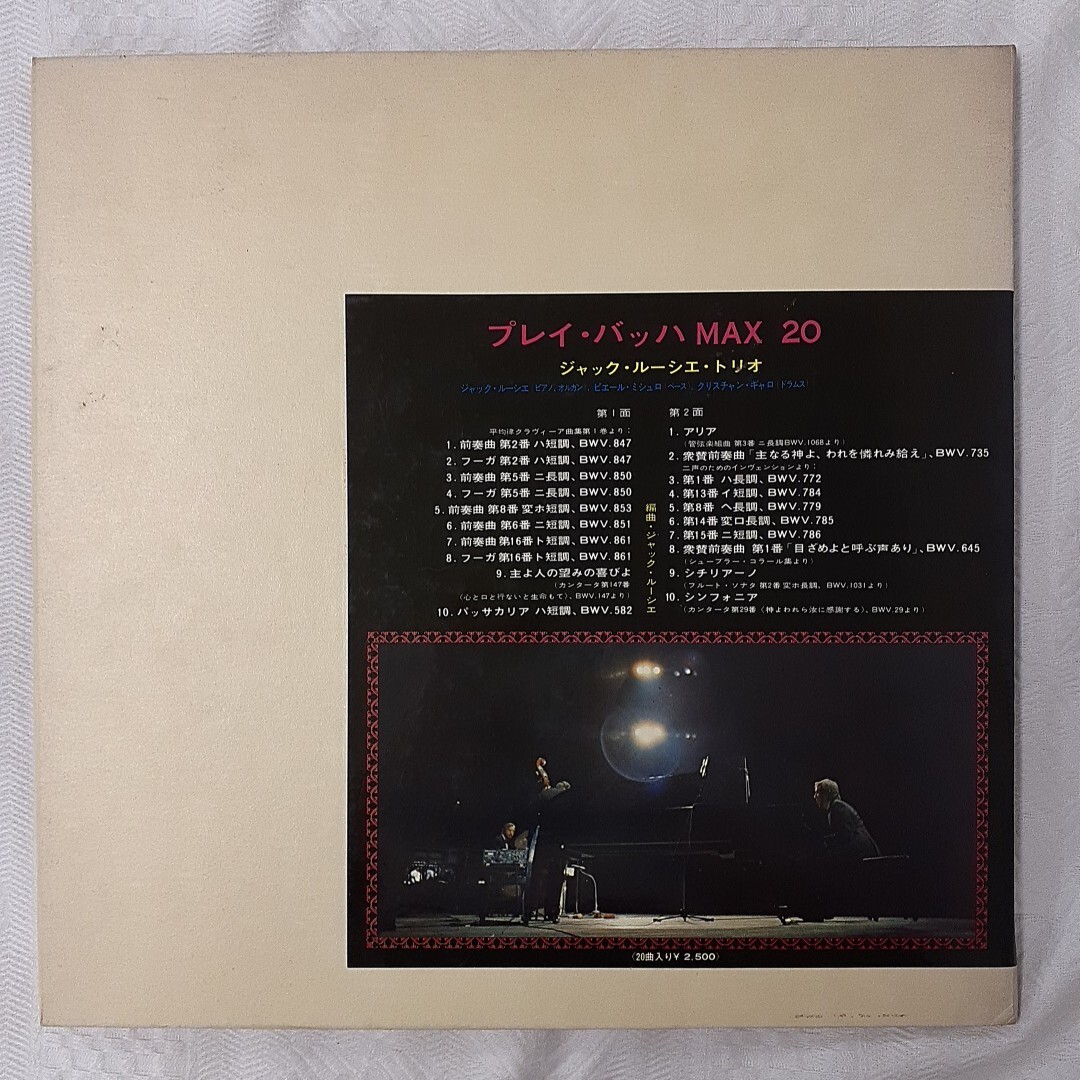 プレイ・バッハ MAX 20
ジャック・ルーシエ・トリオ
ジャック・ルーシエ〔ピアノ、オルガン〕、ピエール・ミシュロ〔ベース〕、クリスチャン・ギャロ〔ドラムス〕
第1面
平均律クラヴィーア曲集第1巻より:
1. 前奏曲 第2番 ハ短調、BWV.847
2. フーガ 第2番 ハ短調、BWV.847
3. 前奏曲 第5番 ニ長調、BWV.850
4. フーガ 第5番 ニ長調、BWV.850
5. 前奏曲 第8番 変ホ短調、BWV.853
6. 前奏曲 第6番 ニ短調、BWV.851
7. 前奏曲 第16番 ト短調、BWV.861
8. フーガ 第16番 ト短調、BWV.861
9. 主よ人の望みの喜びよ
(カンタータ第147番
〈心と口と行ないと生命もて〉、BWV.147より)
10. パッサカリア ハ短調、BWV.582
編曲・ジャック・ルーシエ
第2面
1. アリア
(管弦楽組曲 第3番 ニ長調BWV.1068より)
2. 衆賛前奏曲「主なる神よ、われを憐れみ給え」、BWV.735
二声のためのインヴェンションより:
3. 第1番 ハ長調、BWV.772
4. 第13番 イ短調、BWV.784
5. 第8番 ヘ長調、BWV.779
6. 第14番 変ロ長調、BWV.785
7. 第15番 ニ短調、BWV.786
8. 衆賛前奏曲 第1番「目ざめよと呼ぶ声あり」、BWV.645
(シューブラー・コラール集より)
9. シチリアーノ
(フルート・ソナタ 第2番 変ホ長調、BWV.1031より)
10. シンフォニア
(カンタータ第29番〈神よわれら汝に感謝する〉、BWV.29より)
〈20曲入り¥ 2,500〉